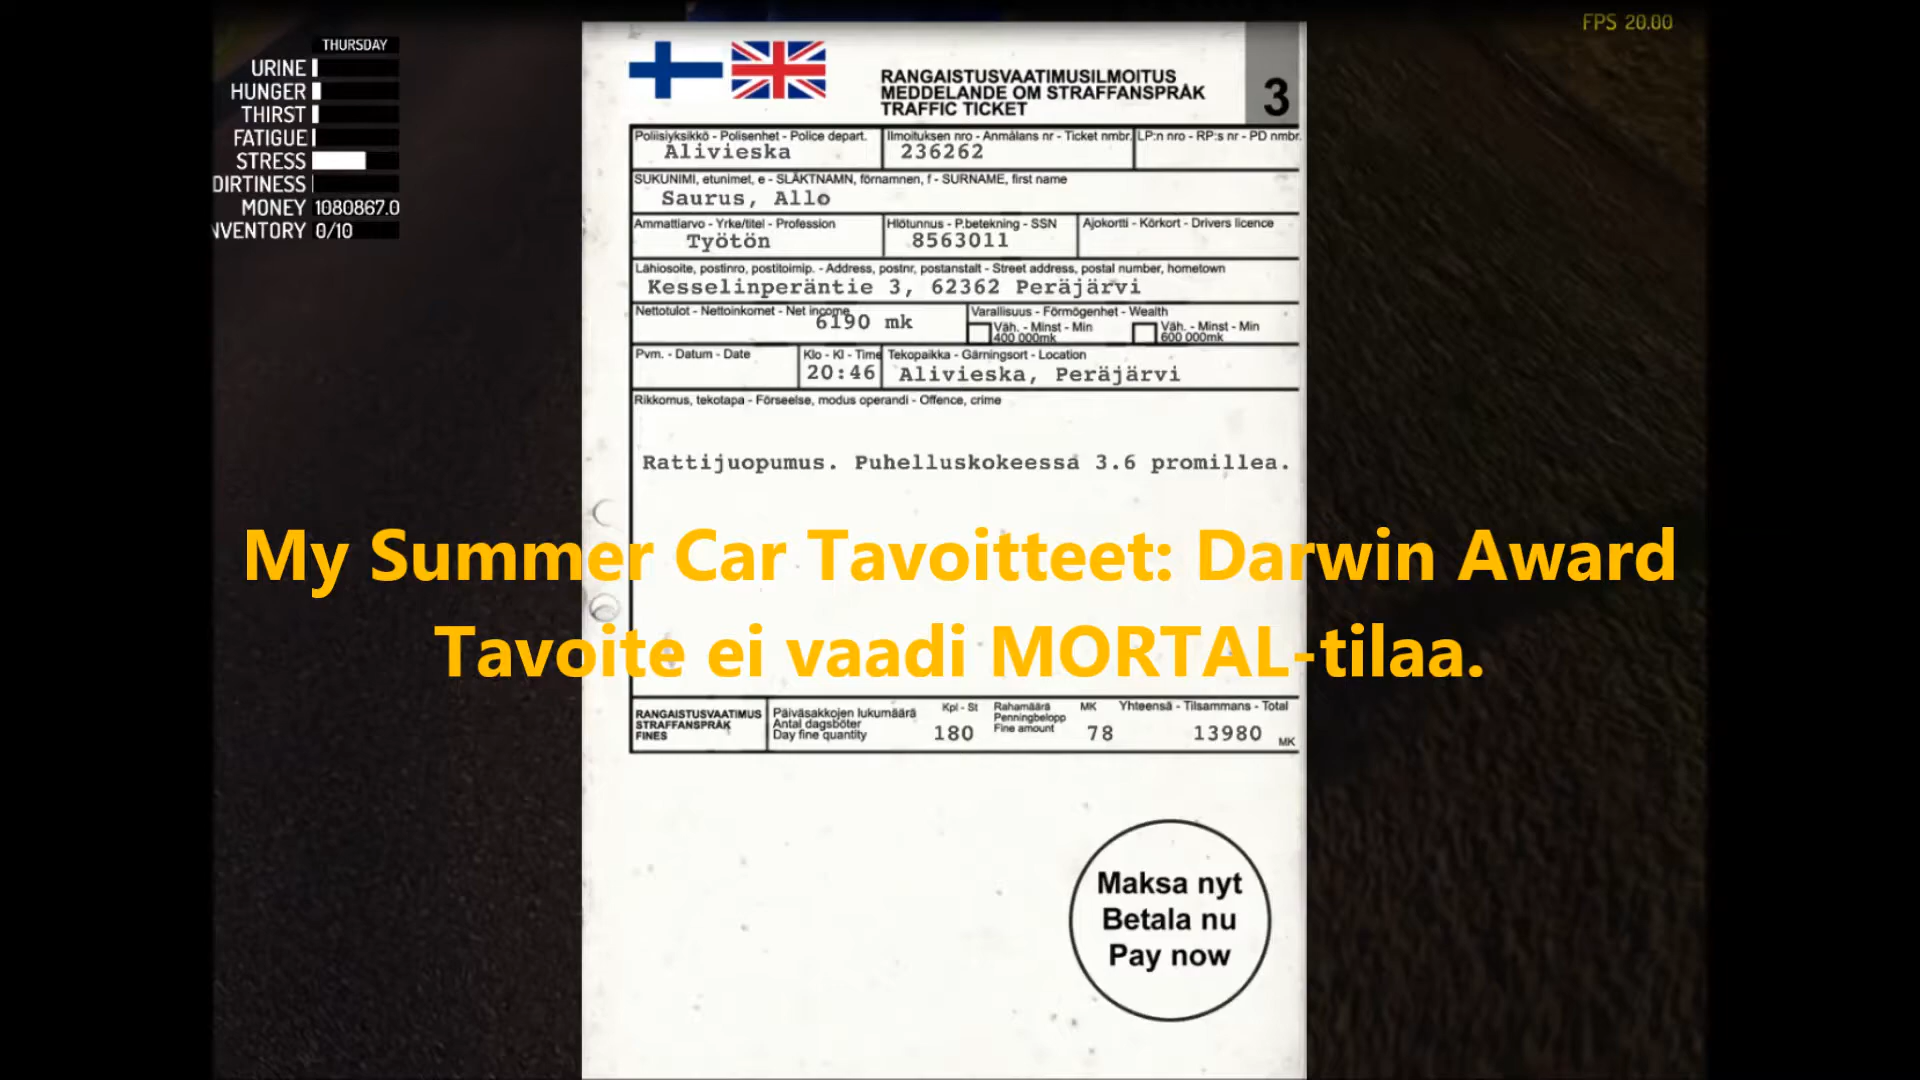 FPS 20.00
THURSDAY
URINE
HUNGER
THIRST
FATIGUE
STRESS
DIRTINESS
MONEY 1080867.0
NVENTORY 0/10
RANGAISTUSVAATIMUSILMOITUS
MEDDELANDE OM STRAFFANSPRÅK
TRAFFIC TICKET
3
Poliisiyksikkö - Polisenhet - Police depart.
Alivieska
Ilmoituksen nro - Anmälans nr - Ticket nmbr.
236262
LP:n nro - RP:s nr - PD nmbr.
SUKUNIMI, etunimet, e - SLÄKTNAMN, förnamnen, f - SURNAME, first name
Saurus, Allo
Ammattiarvo - Yrke/titel - Profession
Työtön
Hlötunnus - P.betekning - SSN
8563011
Ajokortti - Körkort - Drivers licence
Lähiosoite, postinro, postitoimip. - Address, postnr, postanstalt - Street address, postal number, hometown
Kesselinperäntie 3, 62362 Peräjärvi
Nettotulot - Nettoinkomet - Net income
6190 mk
Varallisuus - Förmögenhet - Wealth
Väh. - Minst - Min
400 000mk
Väh. - Minst - Min
600 000mk
Pvm. - Datum - Date
Klo - Kl - Time
20:46
Tekopaikka - Gärningsort - Location
Alivieska, Peräjärvi
Rikkomus, tekotapa - Förseelse, modus operandi - Offence, crime
Rattijuopumus. Puhelluskokeessa 3.6 promillea.
My Summer Car Tavoitteet: Darwin Award
Tavoite ei vaadi MORTAL-tilaa.
RANGAISTUSVAATIMUS
STRAFFANSPRÅK
FINES
Päiväsakkojen lukumäärä
Antal dagsböter
Day fine quantity
Kpl - St
180
Rahamäärä
Penningbelopp
Fine amount
MK
78
Yhteensä - Tilsammans - Total
13980
MK
Maksa nyt
Betala nu
Pay now